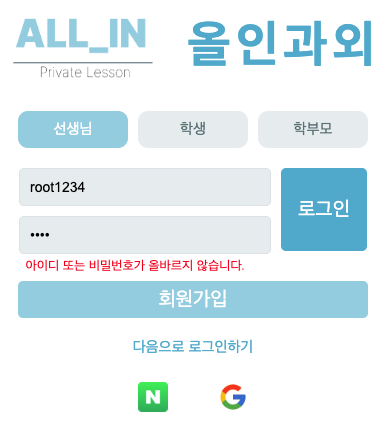 ALL_IN
Private Lesson
올인과외
선생님 학생 학부모
root1234
로그인
••••
아이디 또는 비밀번호가 올바르지 않습니다.
회원가입
다음으로 로그인하기
N G